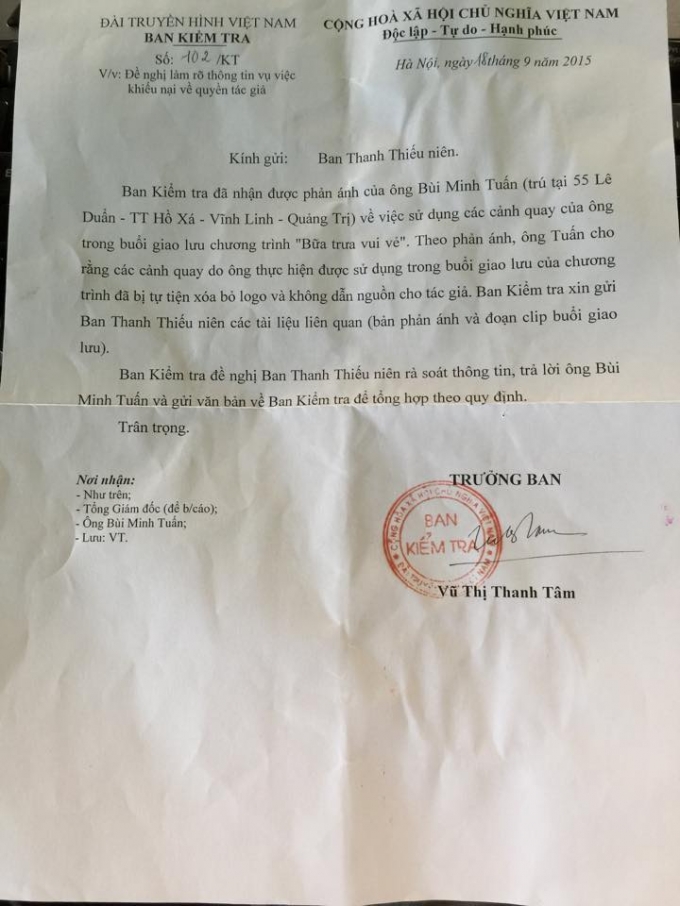 ĐÀI TRUYỀN HÌNH VIỆT NAM
BAN KIỂM TRA
Số: 102 /KT
V/v: Đề nghị làm rõ thông tin vụ việc
khiếu nại về quyền tác giả
CỘNG HOÀ XÃ HỘI CHỦ NGHĨA VIỆT NAM
Độc lập - Tự do - Hạnh phúc
Hà Nội, ngày 18 tháng 9 năm 2015
Kính gửi: Ban Thanh Thiếu niên.
Ban Kiểm tra đã nhận được phản ánh của ông Bùi Minh Tuấn (trú tại 55 Lê
Duẩn - TT Hồ Xá - Vĩnh Linh - Quảng Trị) về việc sử dụng các cảnh quay của ông
trong buổi giao lưu chương trình "Bữa trưa vui vẻ". Theo phản ánh, ông Tuấn cho
rằng các cảnh quay do ông thực hiện được sử dụng trong buổi giao lưu của chương
trình đã bị tự tiện xóa bỏ logo và không dẫn nguồn cho tác giả. Ban Kiểm tra xin gửi
Ban Thanh Thiếu niên các tài liệu liên quan (bản phản ánh và đoạn clip buổi giao
lưu).
Ban Kiểm tra đề nghị Ban Thanh Thiếu niên rà soát thông tin, trả lời ông Bùi
Minh Tuấn và gửi văn bản về Ban Kiểm tra để tổng hợp theo quy định.
Trân trọng.
Nơi nhận:
- Như trên;
- Tổng Giám đốc (để b/cáo);
- Ông Bùi Minh Tuấn;
- Lưu: VT.
TRƯỞNG BAN
CỘNG HÒA XÃ HỘI CHỦ NGHĨA VIỆT NAM
BAN
KIỂM TRA
Vũ Thị Thanh Tâm